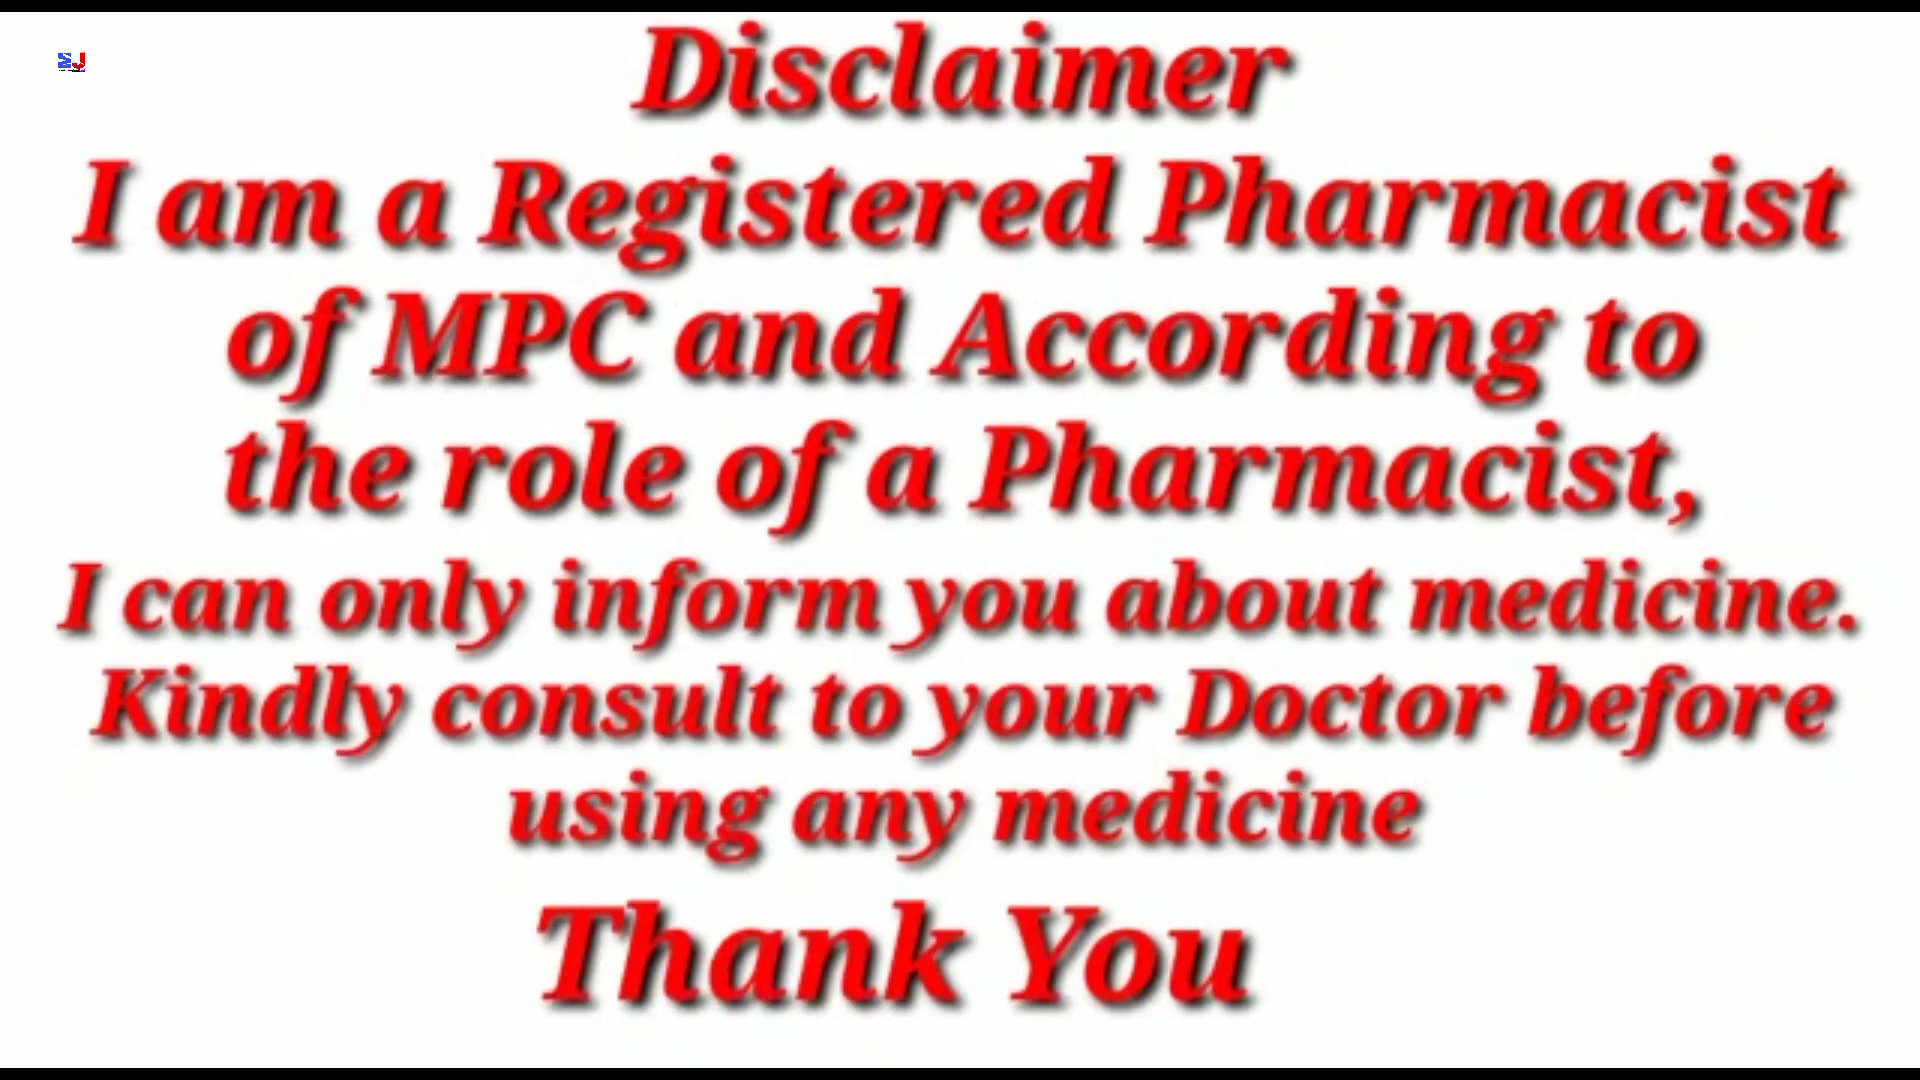 Disclaimer
I am a Registered Pharmacist
of MPC and According to
the role of a Pharmacist,
I can only inform you about medicine.
Kindly consult to your Doctor before
using any medicine
Thank You